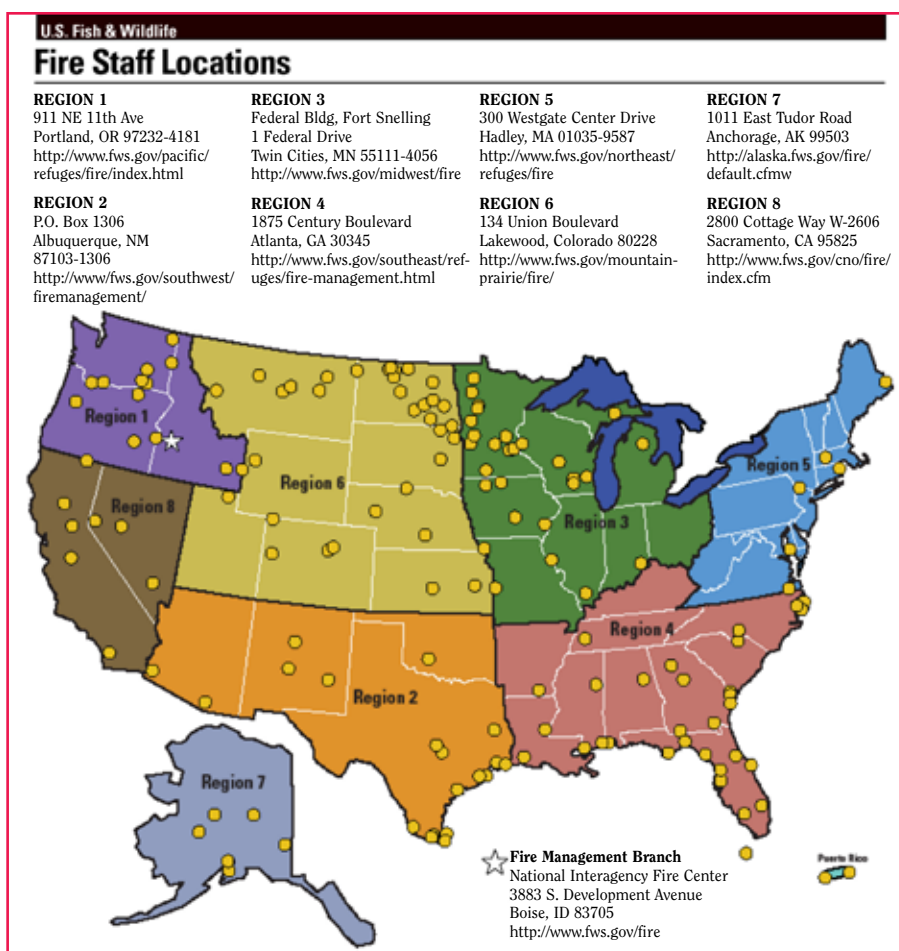 U.S. Fish & Wildlife
Fire Staff Locations
REGION 1
911 NE 11th Ave
Portland, OR 97232-4181
http://www.fws.gov/pacific/
refuges/fire/index.html
REGION 2
P.O. Box 1306
Albuquerque, NM
87103-1306
http://www/fws.gov/southwest/
firemanagement/
REGION 3
Federal Bldg, Fort Snelling
1 Federal Drive
Twin Cities, MN 55111-4056
http://www.fws.gov/midwest/fire
REGION 4
1875 Century Boulevard
Atlanta, GA 30345
http://www.fws.gov/southeast/ref-
uges/fire-management.html
REGION 5
300 Westgate Center Drive
Hadley, MA 01035-9587
http://www.fws.gov/northeast/
refuges/fire
REGION 6
134 Union Boulevard
Lakewood, Colorado 80228
http://www.fws.gov/mountain-
prairie/fire/
REGION 7
1011 East Tudor Road
Anchorage, AK 99503
http://alaska.fws.gov/fire/
default.cfmw
REGION 8
2800 Cottage Way W-2606
Sacramento, CA 95825
http://www.fws.gov/cno/fire/
index.cfm
Region 1
Region 5
Region 6
Region 8
Region 3
Region 4
Region 2
Region 7
Fire Management Branch
National Interagency Fire Center
3883 S. Development Avenue
Boise, ID 83705
http://www.fws.gov/fire
Puerto Rico